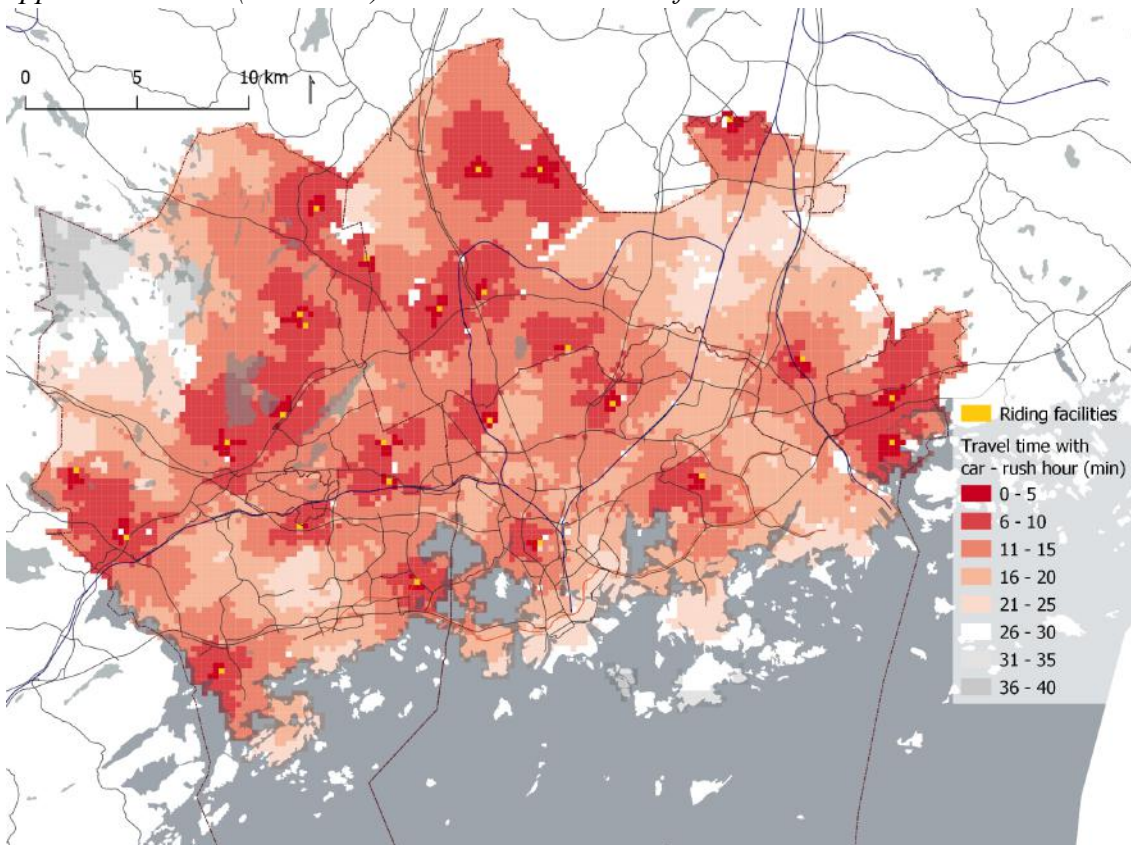 0 5 10 km
Riding facilities
Travel time with
car - rush hour (min)
0 - 5
6 - 10
11 - 15
16 - 20
21 - 25
26 - 30
31 - 35
36 - 40